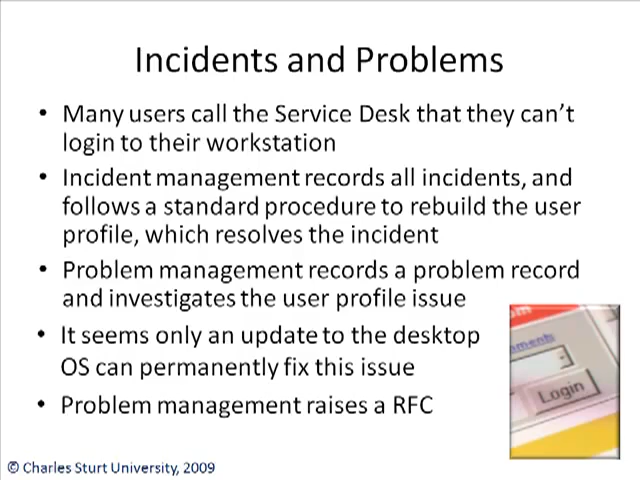 Incidents and Problems
• Many users call the Service Desk that they can't
login to their workstation
• Incident management records all incidents, and
follows a standard procedure to rebuild the user
profile, which resolves the incident
• Problem management records a problem record
and investigates the user profile issue
• It seems only an update to the desktop
OS can permanently fix this issue
• Problem management raises a RFC
Login
© Charles Sturt University, 2009